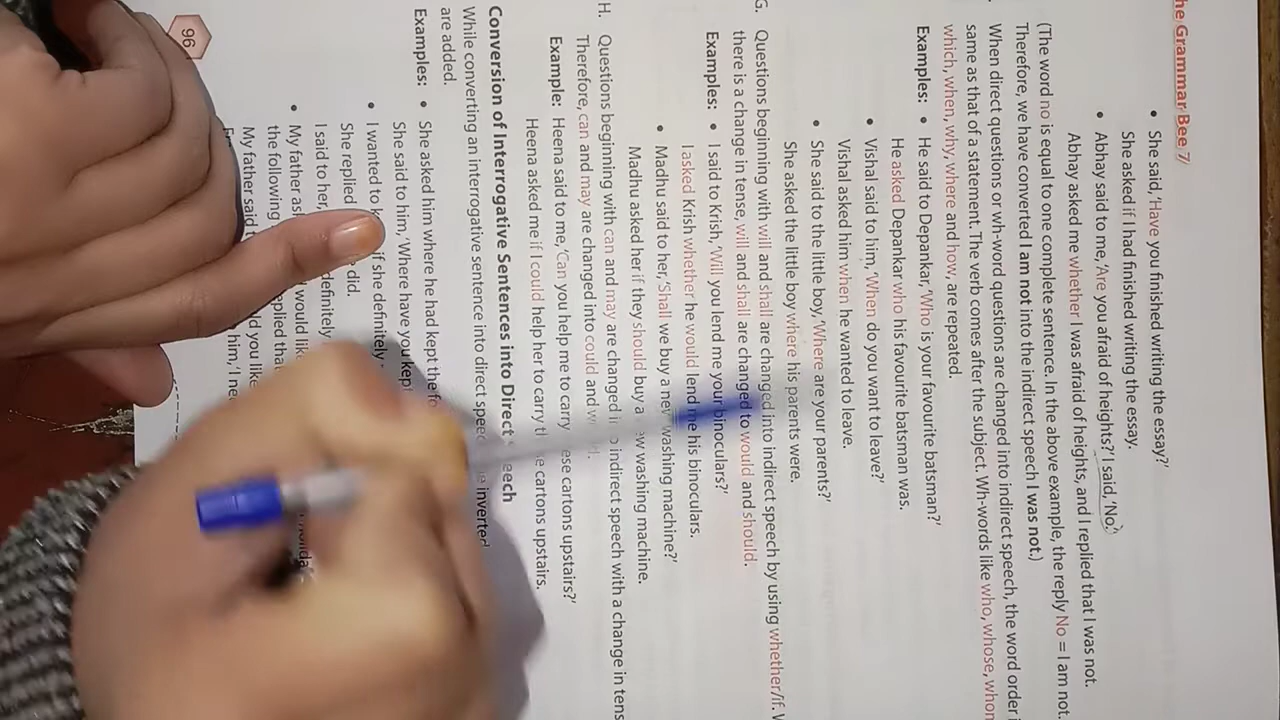 he Grammar Bee 7
• She said, 'Have you finished writing the essay?'
She asked if I had finished writing the essay.
• Abhay said to me, 'Are you afraid of heights?' I said, 'No.'
Abhay asked me whether I was afraid of heights, and I replied that I was not.
(The word no is equal to one complete sentence. In the above example, the reply No = I am not.
Therefore, we have converted I am not into the indirect speech I was not.)
When direct questions or wh-word questions are changed into indirect speech, the word order i
same as that of a statement. The verb comes after the subject. Wh-words like who, whose, whom
which, when, why, where and how, are repeated.
Examples: • He said to Depankar, 'Who is your favourite batsman?'
He asked Depankar who his favourite batsman was.
• Vishal said to him, 'When do you want to leave?'
Vishal asked him when he wanted to leave.
• She said to the little boy, 'Where are your parents?'
She asked the little boy where his parents were.
G. Questions beginning with will and shall are changed into indirect speech by using whether/if. W
there is a change in tense, will and shall are changed to would and should.
Examples: • I said to Krish, 'Will you lend me your binoculars?'
I asked Krish whether he would lend me his binoculars.
• Madhu said to her, 'Shall we buy a new washing machine?'
Madhu asked her if they should buy a new washing machine.
H. Questions beginning with can and may are changed indirect speech with a change in tens
Therefore, can and may are changed into could and
Example: Heena said to me, 'Can you help me to carry these cartons upstairs?'
Heena asked me if I could help her to carry the cartons upstairs.
Conversion of Interrogative Sentences into Direct Speech
While converting an interrogative sentence into direct inverted
are added.
Examples: • She asked him where he had kept the
She said to him, 'Where have you kept
• I wanted to if she definitely
She replied did.
I said to her, definitely
• My father would
the following replied
My father said you like
him, 'I
96